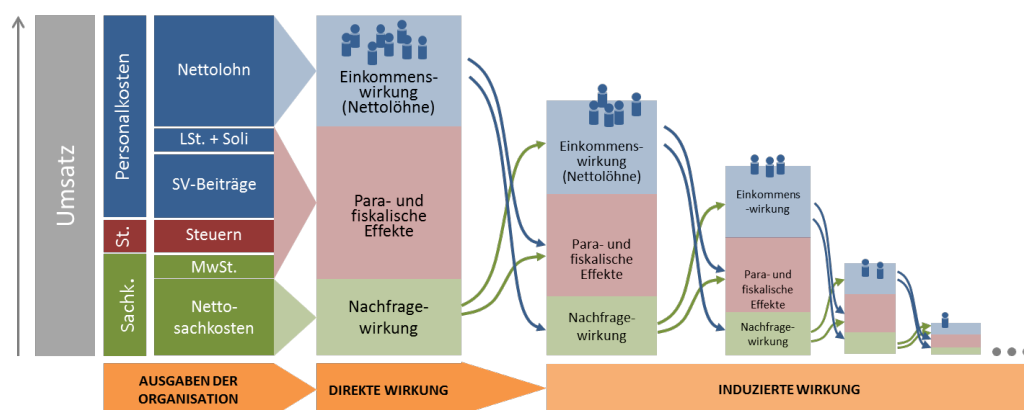 Umsatz
Personalkosten
St.
Sachk.
Nettolohn
LSt. + Soli
SV-Beiträge
Steuern
MwSt.
Netto-
sachkosten
Einkommens-
wirkung
(Nettolöhne)
Para- und
fiskalische
Effekte
Nachfrage-
wirkung
Einkommens-
wirkung
(Nettolöhne)
Para- und
fiskalische
Effekte
Nachfrage-
wirkung
Einkommens
-wirkung
Para- und
fiskalische
Effekte
Nachfrage-
wirkung
AUSGABEN DER
ORGANISATION
DIREKTE WIRKUNG
INDUZIERTE WIRKUNG